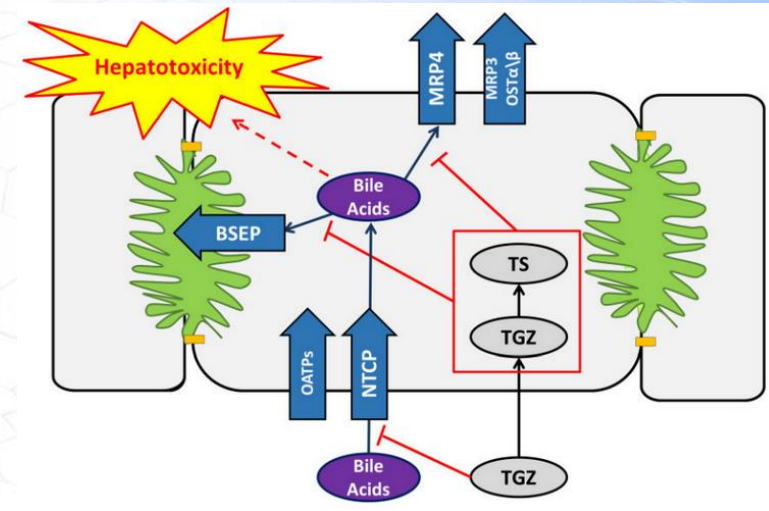 Hepatotoxicity
MRP4
MRP3
OSTα\β
Bile
Acids
BSEP
TS
TGZ
OATPs
NTCP
Bile
Acids
TGZ